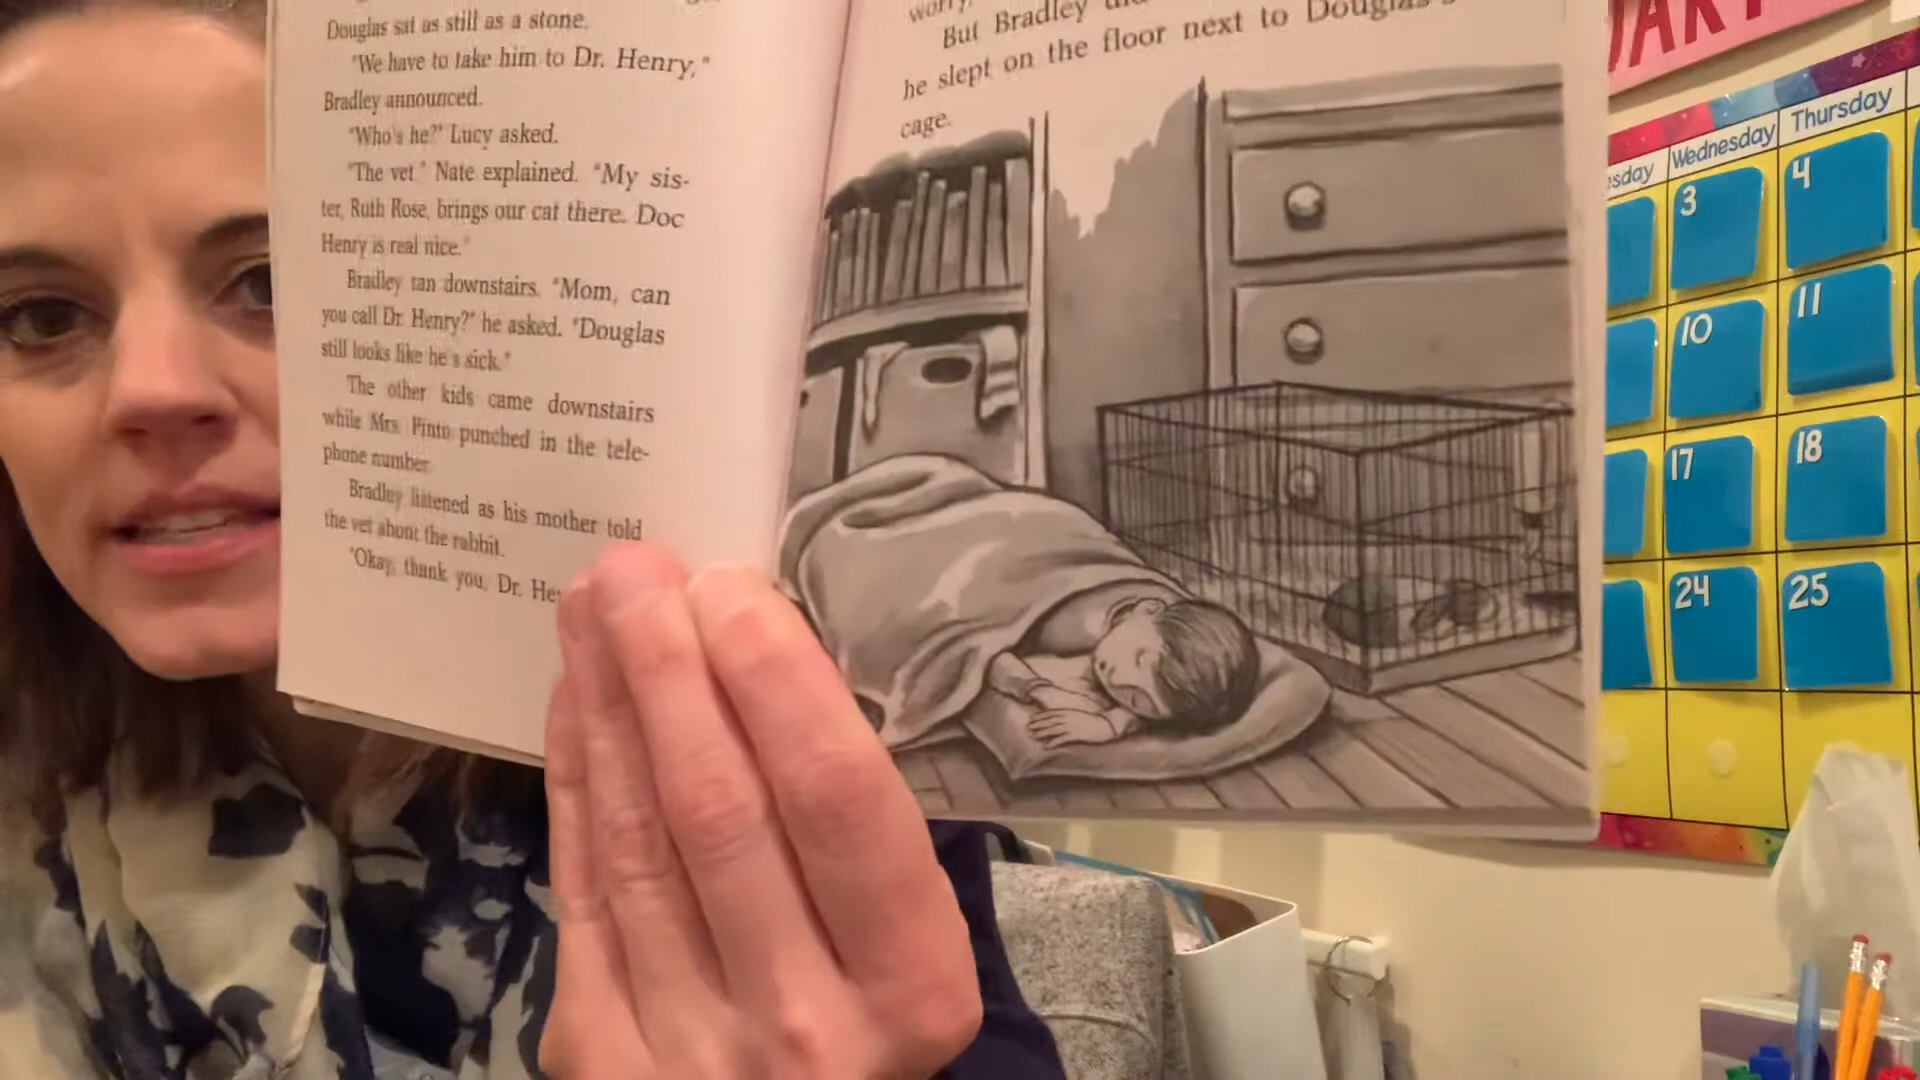 Douglas sat as still as a stone.
"We have to take him to Dr. Henry,"
Bradley announced.
"Who's he?" Lucy asked.
"The vet." Nate explained. "My sis-
ter, Ruth Rose, brings our cat there. Doc
Henry is real nice."
Bradley ran downstairs. "Mom, can
you call Dr. Henry?" he asked. "Douglas
still looks like he's sick."
The other kids came downstairs
while Mrs. Pinto punched in the tele-
phone number.
Bradley listened as his mother told
the vet about the rabbit.
"Okay, thank you, Dr.
worry.
But Bradley
he slept on the floor next to Douglas's
cage.
Wednesday
Thursday
3
4
10
11
17
18
24
25